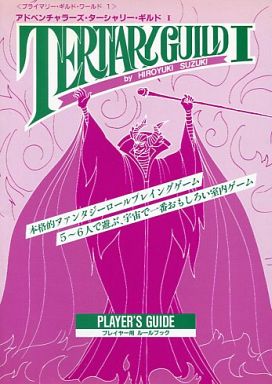 <プライマリー・ギルド・ワールド 1>
アドベンチャラーズ・ターシャリー・ギルド I
TERTIARY GUILD I
by HIROYUKI SUZUKI
本格的ファンタジーロールプレイングゲーム
5〜6人で遊ぶ、宇宙で一番おもしろい室内ゲーム
PLAYER'S GUIDE
プレイヤー用 ルールブック